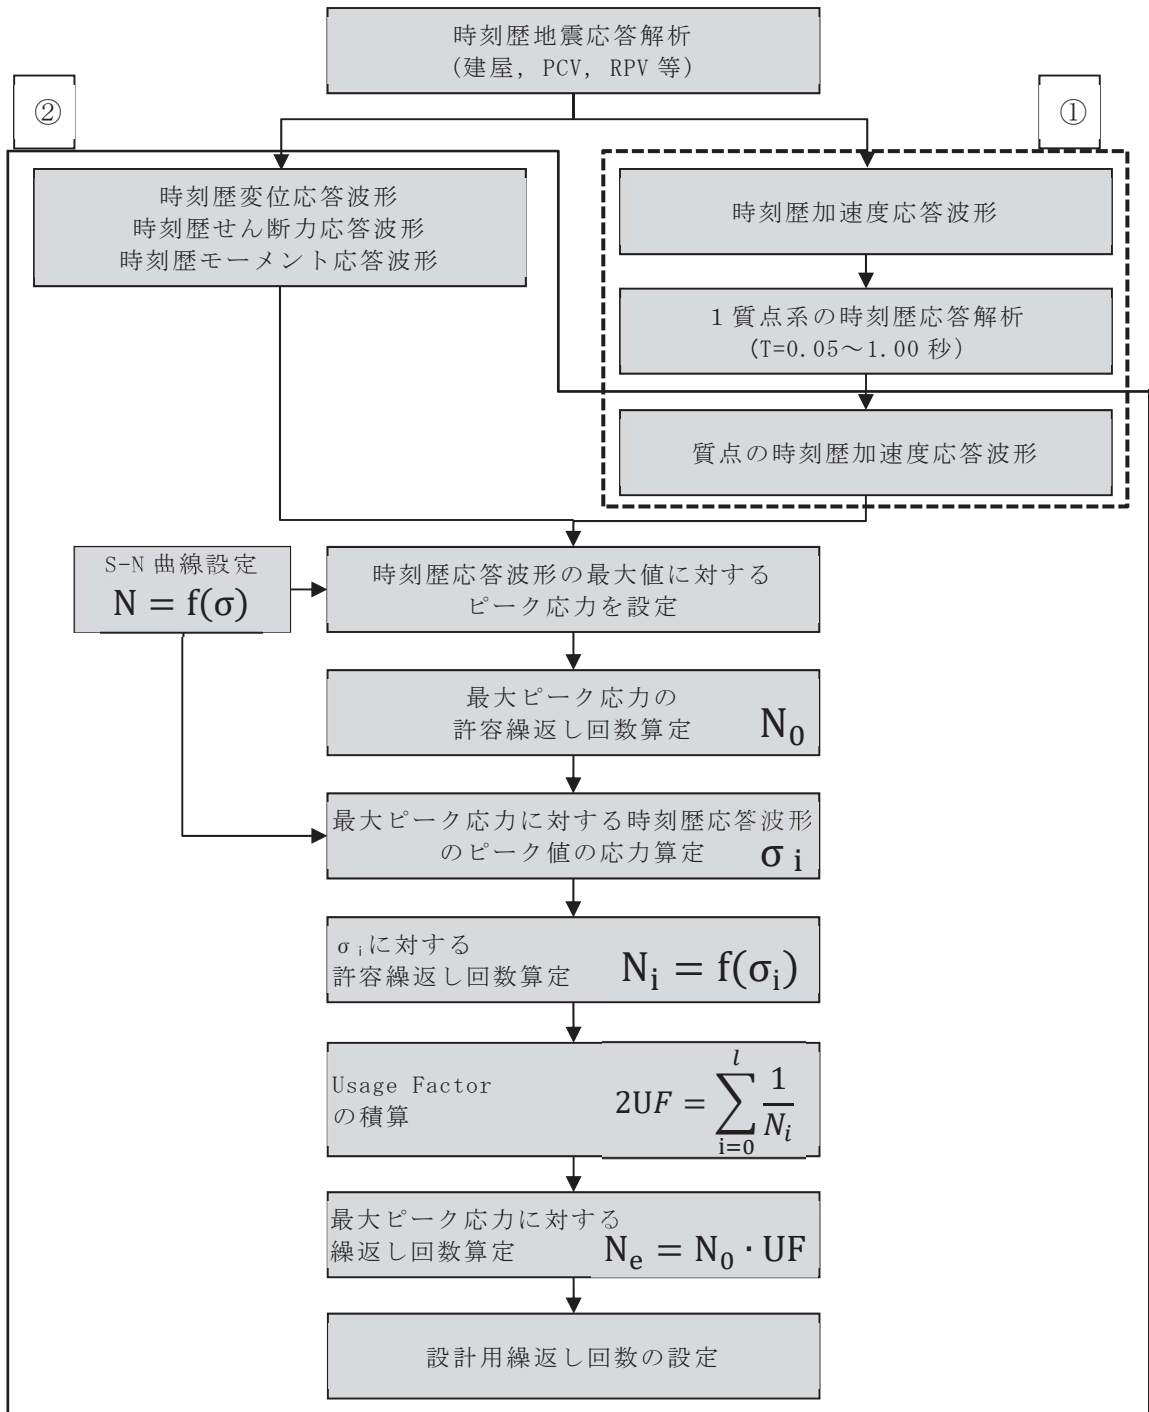 時刻歴地震応答解析
(建屋, PCV, RPV 等)
②
①
時刻歴変位応答波形
時刻歴せん断力応答波形
時刻歴モーメント応答波形
時刻歴加速度応答波形
1 質点系の時刻歴応答解析
(T=0.05～1.00 秒)
質点の時刻歴加速度応答波形
S-N 曲線設定
N = f(σ)
時刻歴応答波形の最大値に対する
ピーク応力を設定
最大ピーク応力の
許容繰返し回数算定 N₀
最大ピーク応力に対する時刻歴応答波形
のピーク値の応力算定 σ i
σ i に対する
許容繰返し回数算定 Nᵢ = f(σᵢ)
Usage Factor
の積算
2UF = \sum_{i=0}^{l} \frac{1}{N_i}
最大ピーク応力に対する
繰返し回数算定 Nₑ = N₀ · UF
設計用繰返し回数の設定